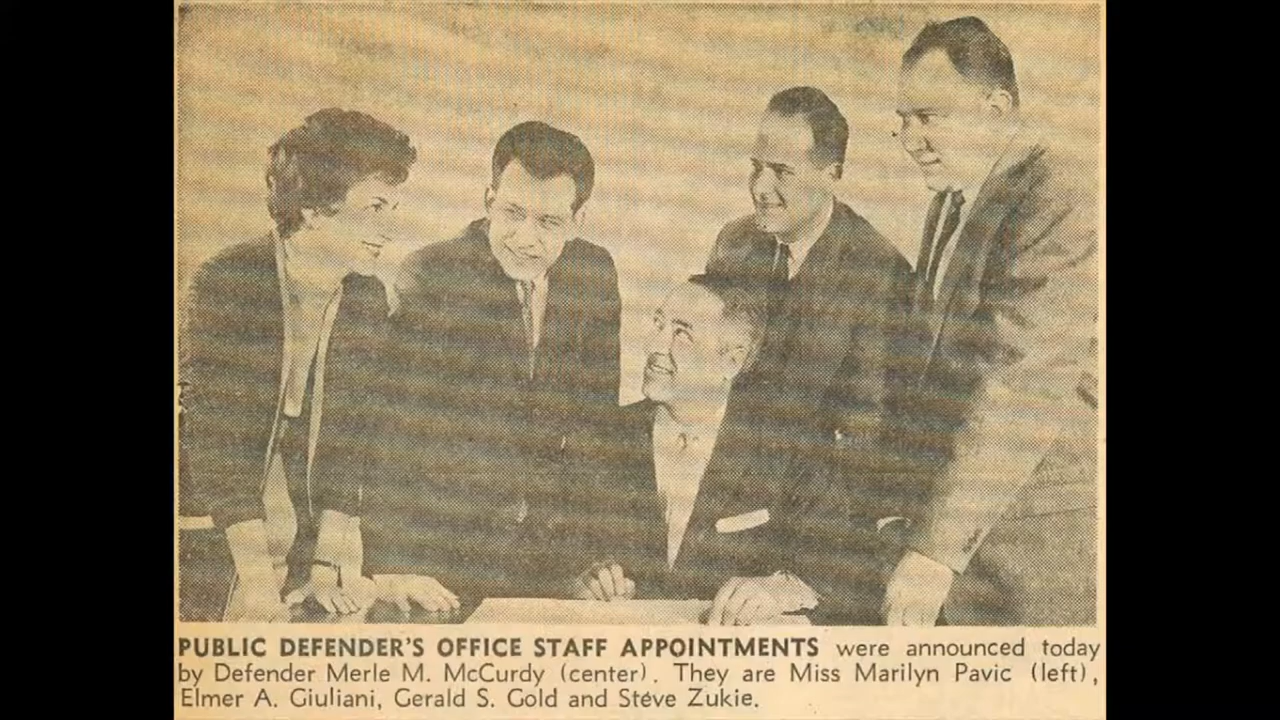 PUBLIC DEFENDER'S OFFICE STAFF APPOINTMENTS were announced today
by Defender Merle M. McCurdy (center). They are Miss Marilyn Pavic (left),
Elmer A. Giuliani, Gerald S. Gold and Steve Zukie.